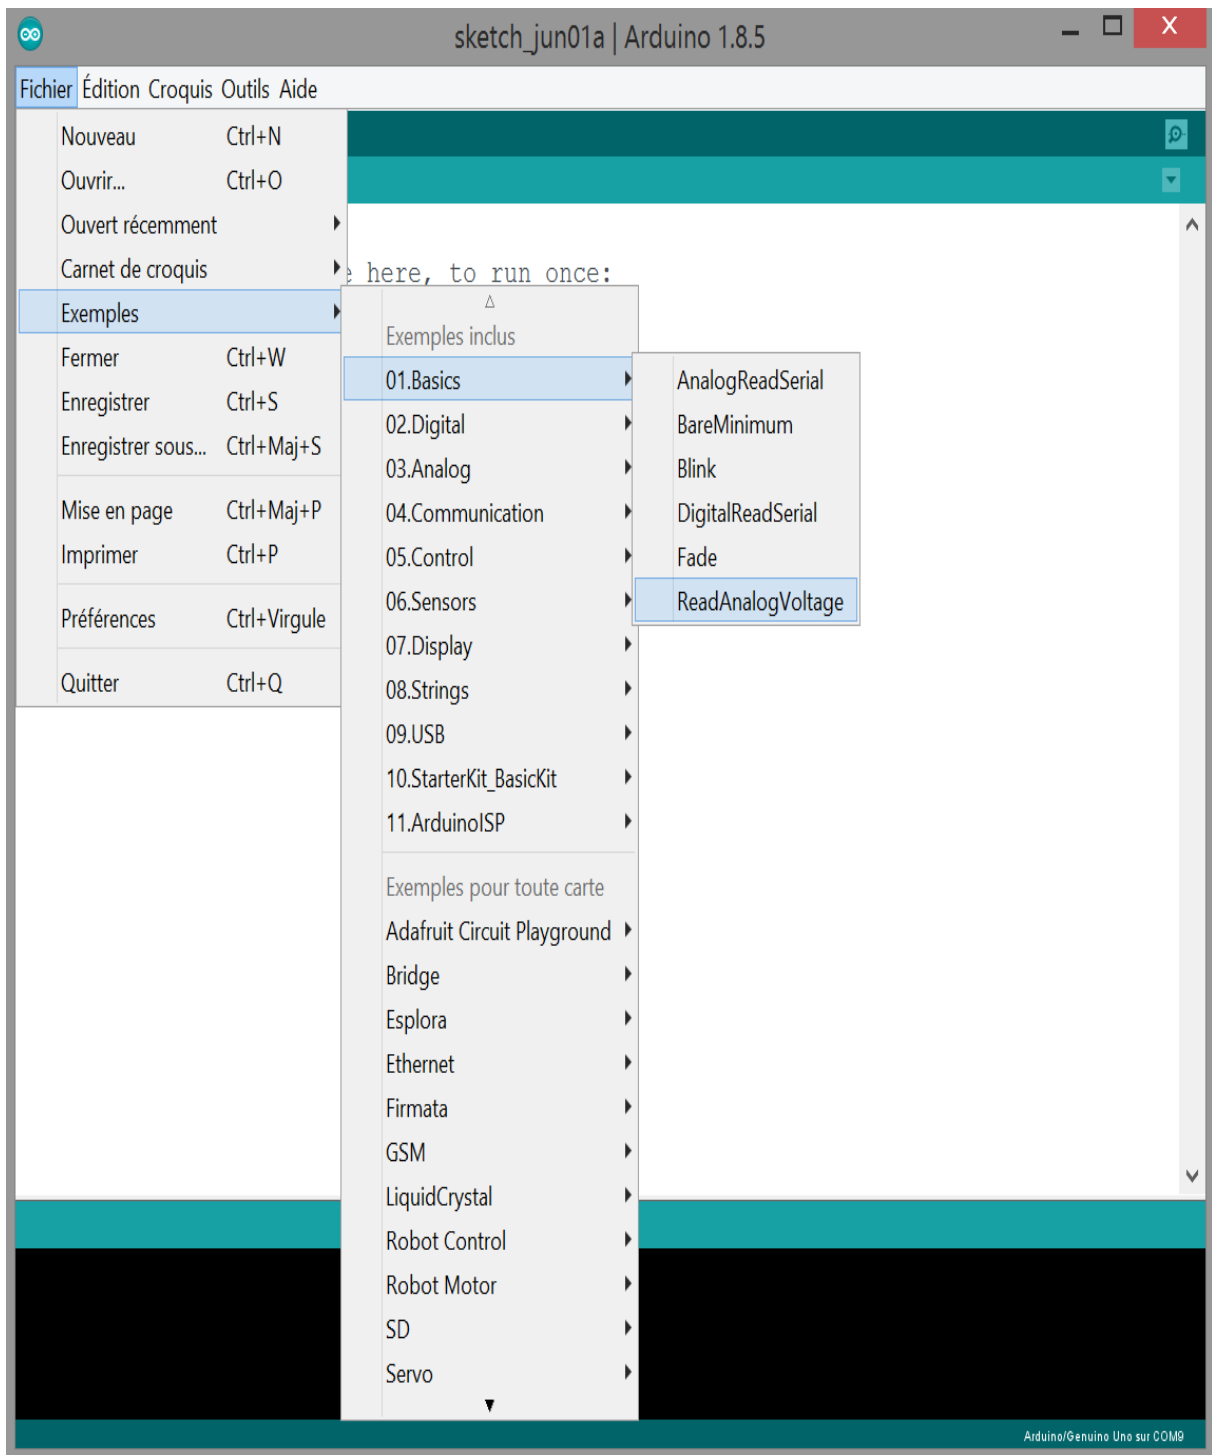 sketch_jun01a | Arduino 1.8.5
X
Fichier Édition Croquis Outils Aide
Nouveau Ctrl+N
Ouvrir... Ctrl+O
Ouvert récemment
Carnet de croquis
Exemples
Fermer Ctrl+W
Enregistrer Ctrl+S
Enregistrer sous... Ctrl+Maj+S
Mise en page Ctrl+Maj+P
Imprimer Ctrl+P
Préférences Ctrl+Virgule
Quitter Ctrl+Q
here, to run once:
Exemples inclus
01.Basics
02.Digital
03.Analog
04.Communication
05.Control
06.Sensors
07.Display
08.Strings
09.USB
10.StarterKit_BasicKit
11.ArduinoISP
Exemples pour toute carte
Adafruit Circuit Playground
Bridge
Esplora
Ethernet
Firmata
GSM
LiquidCrystal
Robot Control
Robot Motor
SD
Servo
AnalogReadSerial
BareMinimum
Blink
DigitalReadSerial
Fade
ReadAnalogVoltage
Arduino/Genuino Uno sur COM9